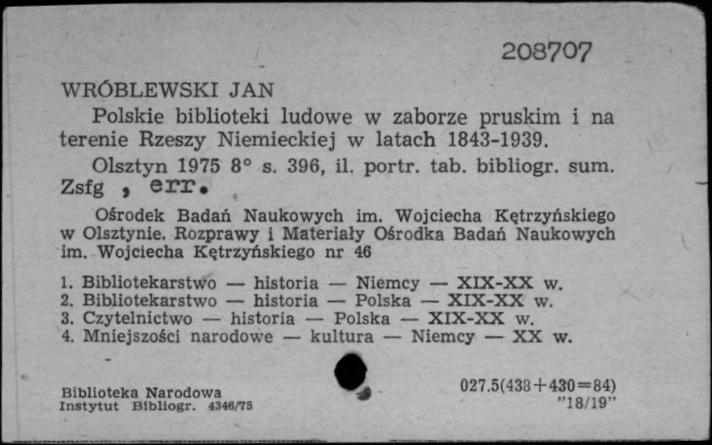 208707
WRÓBLEWSKI JAN
Polskie biblioteki ludowe w zaborze pruskim i na
terenie Rzeszy Niemieckiej w latach 1843-1939.
Olsztyn 1975 8° s. 396, il. portr. tab. bibliogr. sum.
Zsfg , err.
Ośrodek Badań Naukowych im. Wojciecha Kętrzyńskiego
w Olsztynie. Rozprawy i Materiały Ośrodka Badań Naukowych
im. Wojciecha Kętrzyńskiego nr 46
1. Bibliotekarstwo — historia — Niemcy — XIX-XX w.
2. Bibliotekarstwo — historia — Polska — XIX-XX w.
3. Czytelnictwo — historia — Polska — XIX-XX w.
4. Mniejszości narodowe — kultura — Niemcy — XX w.
Biblioteka Narodowa 027.5(438+430=84)
Instytut Bibliogr. 4346/75 "18/19"